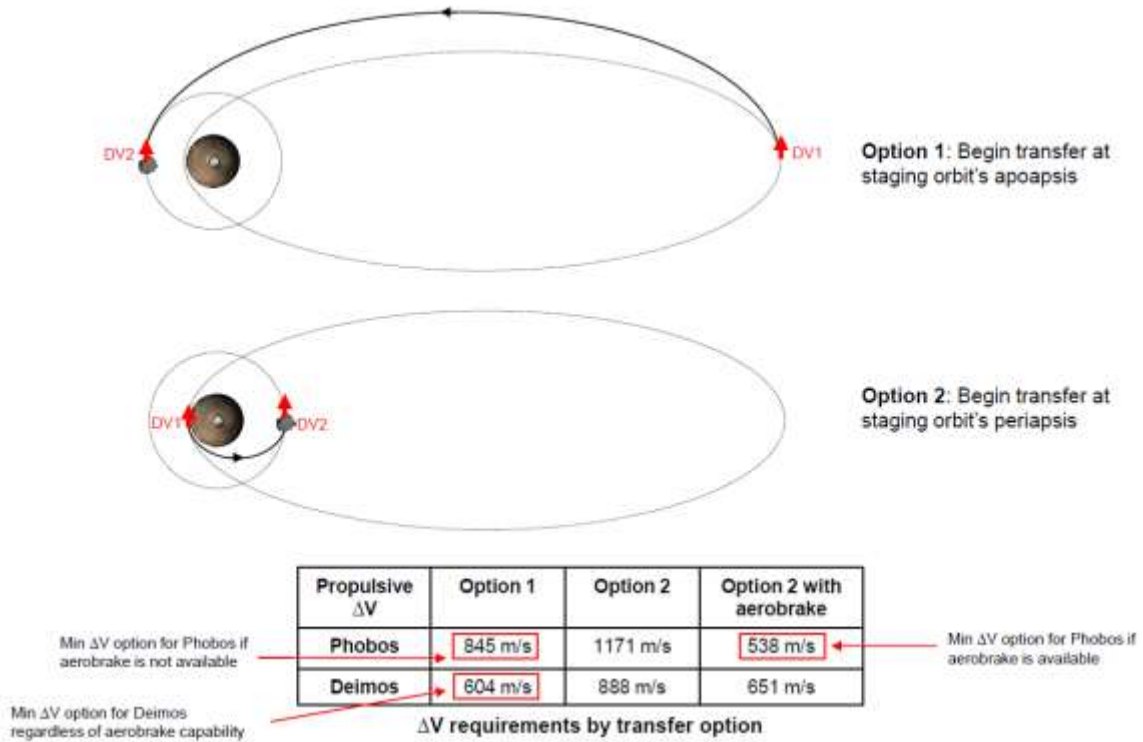 DV2
DV1
Option 1: Begin transfer at
staging orbit's apoapsis
DV1
DV2
Option 2: Begin transfer at
staging orbit's periapsis
Propulsive
ΔV
Option 1
Option 2
Option 2 with
aerobrake
Phobos
845 m/s
1171 m/s
538 m/s
Deimos
604 m/s
888 m/s
651 m/s
Min ΔV option for Phobos if
aerobrake is not available
Min ΔV option for Phobos if
aerobrake is available
Min ΔV option for Deimos
regardless of aerobrake capability
ΔV requirements by transfer option